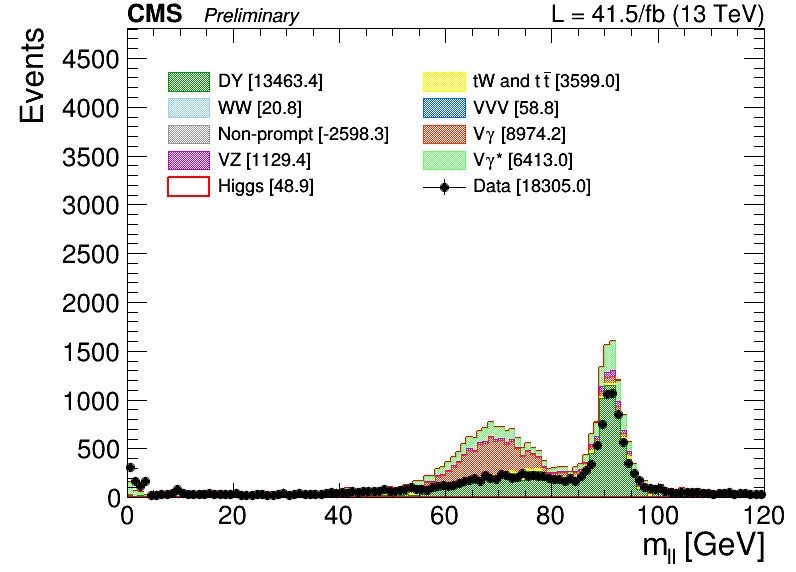 CMS Preliminary L = 41.5/fb (13 TeV)
Events
4500
4000
3500
3000
2500
2000
1500
1000
500
0
DY [13463.4]
WW [20.8]
Non-prompt [-2598.3]
VZ [1129.4]
Higgs [48.9]
tW and tt̅ [3599.0]
VVV [58.8]
Vγ [8974.2]
Vγ* [6413.0]
Data [18305.0]
0 20 40 60 80 100 120
m_ll [GeV]